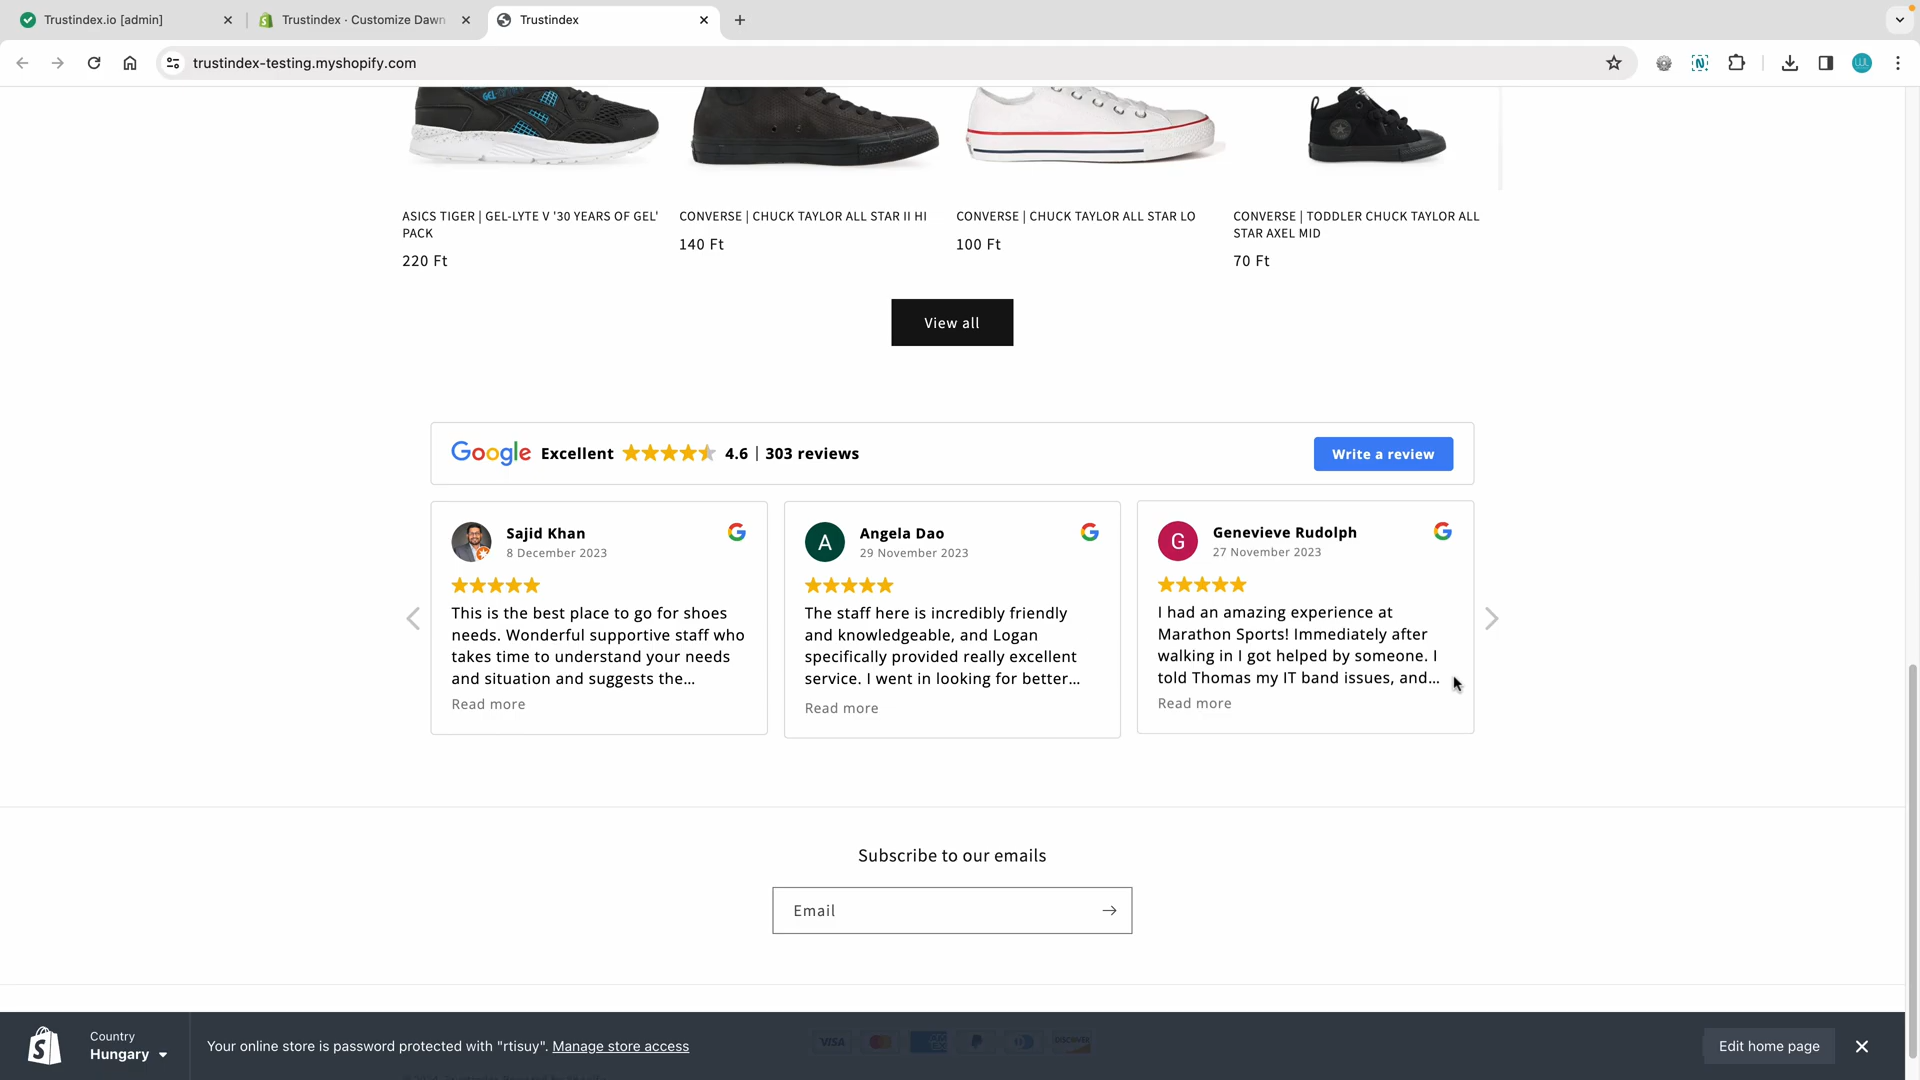 Trustindex.io [admin]
Trustindex · Customize Dawn
Trustindex
trustindex-testing.myshopify.com
ASICS TIGER | GEL-LYTE V '30 YEARS OF GEL' PACK
220 Ft
CONVERSE | CHUCK TAYLOR ALL STAR II HI
140 Ft
CONVERSE | CHUCK TAYLOR ALL STAR LO
100 Ft
CONVERSE | TODDLER CHUCK TAYLOR ALL STAR AXEL MID
70 Ft
View all
Google Excellent 4.6 | 303 reviews
Write a review
Sajid Khan
8 December 2023
This is the best place to go for shoes
needs. Wonderful supportive staff who
takes time to understand your needs
and situation and suggests the...
Read more
A
Angela Dao
29 November 2023
The staff here is incredibly friendly
and knowledgeable, and Logan
specifically provided really excellent
service. I went in looking for better...
Read more
G
Genevieve Rudolph
27 November 2023
I had an amazing experience at
Marathon Sports! Immediately after
walking in I got helped by someone. I
told Thomas my IT band issues, and...
Read more
Subscribe to our emails
Email
Country
Hungary
Your online store is password protected with "rtisuy". Manage store access
VISA
DISCOVER
Edit home page